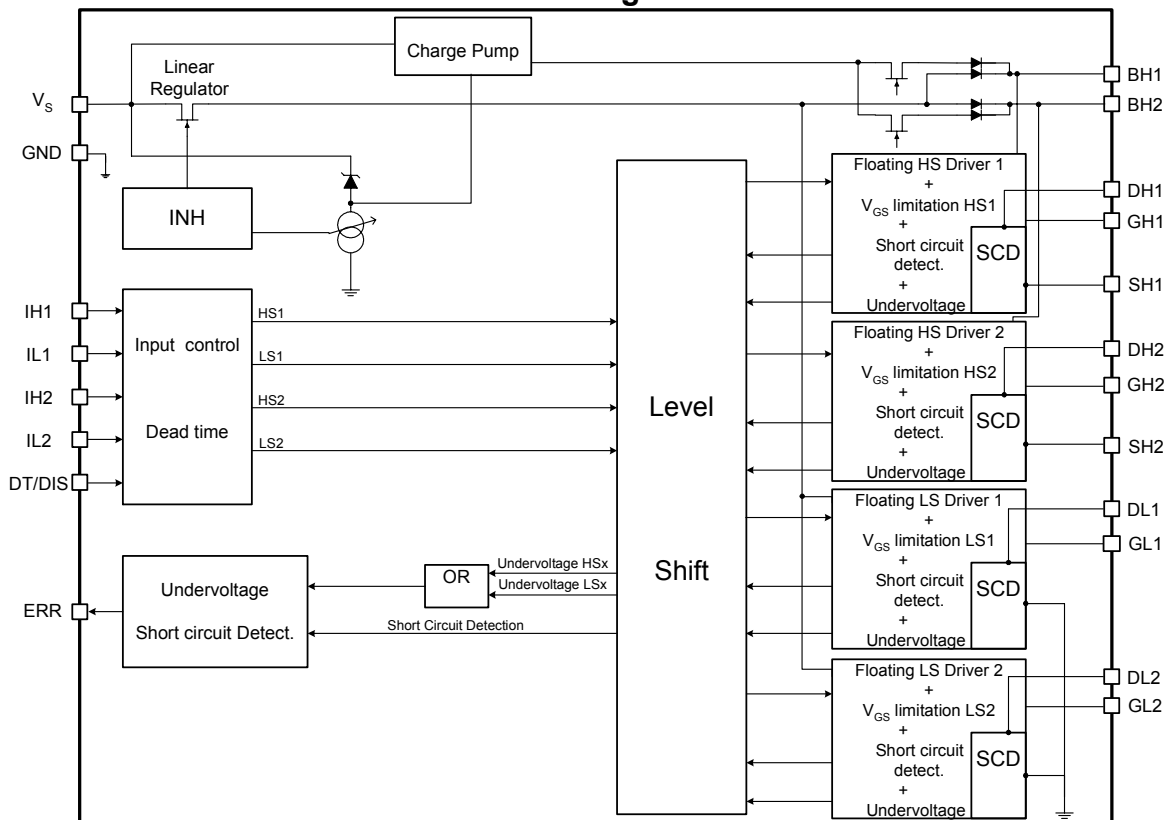 g
Charge Pump
Linear
Regulator
VS
GND
INH
BH1
BH2
Floating HS Driver 1
+
VGS limitation HS1
+
Short circuit
detect.
+
Undervoltage
SCD
DH1
GH1
SH1
IH1
IL1
IH2
IL2
DT/DIS
Input control
Dead time
HS1
LS1
HS2
LS2
Level
Shift
Floating HS Driver 2
+
VGS limitation HS2
+
Short circuit
detect.
+
Undervoltage
SCD
DH2
GH2
SH2
Floating LS Driver 1
+
VGS limitation LS1
+
Short circuit
detect.
+
Undervoltage
SCD
DL1
GL1
ERR
Undervoltage
Short circuit Detect.
OR
Undervoltage HSx
Undervoltage LSx
Short Circuit Detection
Floating LS Driver 2
+
VGS limitation LS2
+
Short circuit
detect.
+
Undervoltage
SCD
DL2
GL2